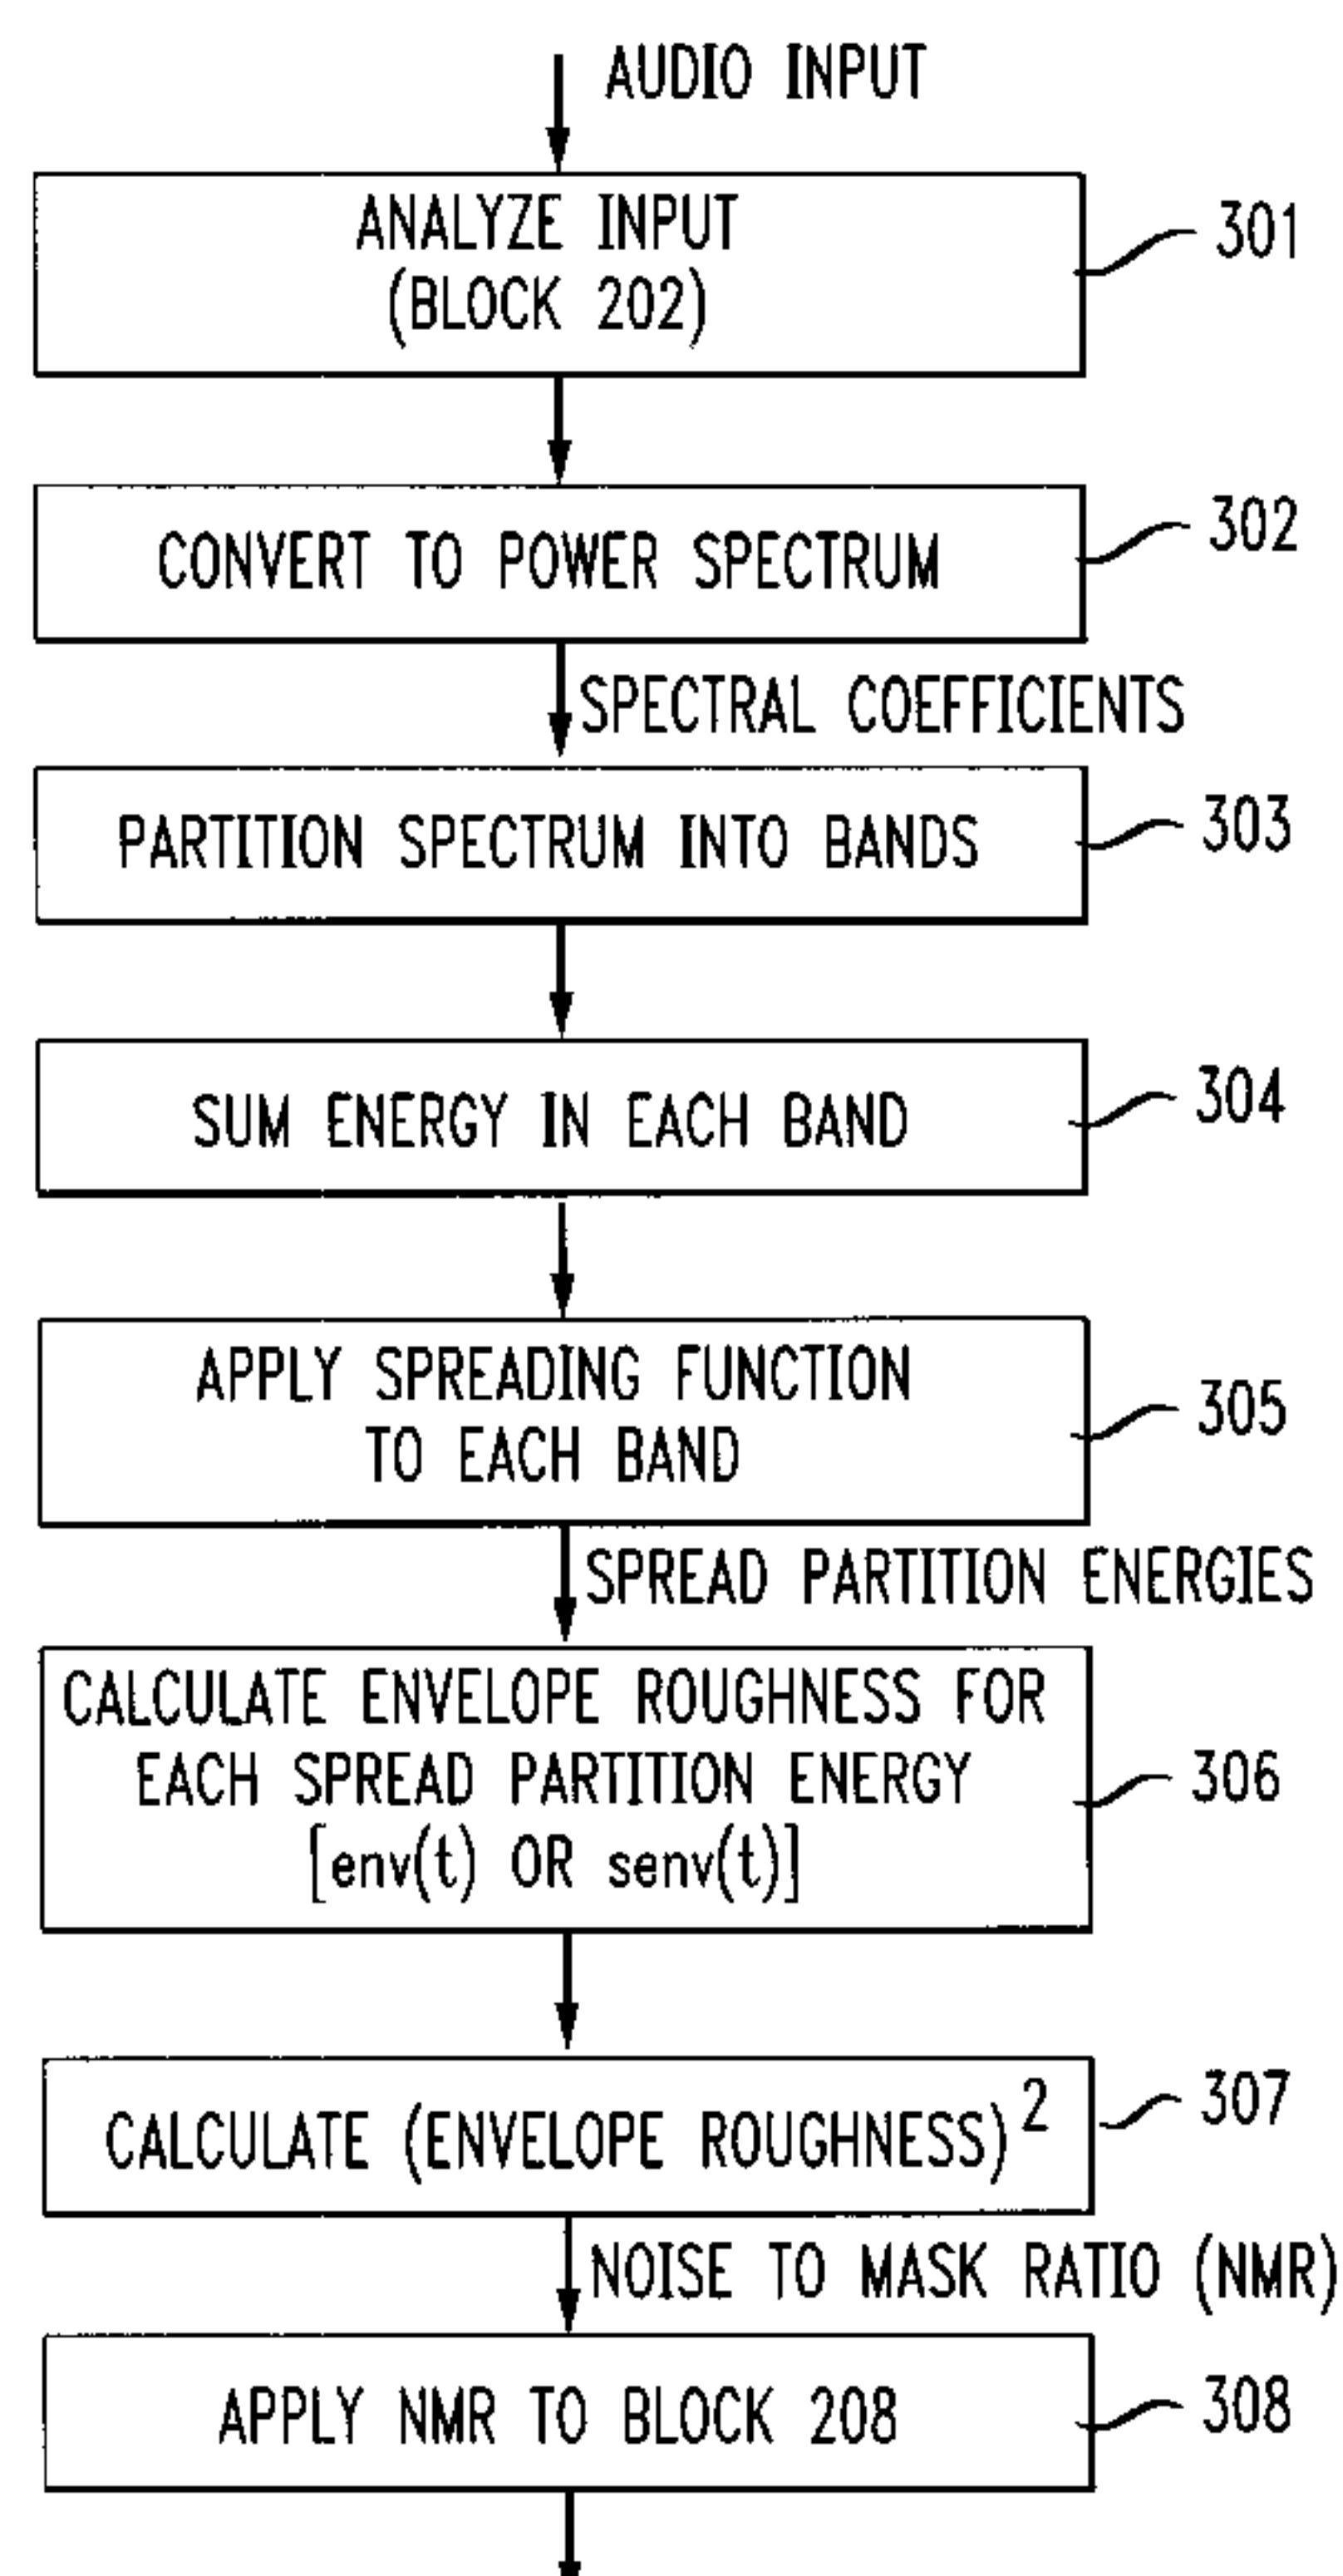 AUDIO INPUT
ANALYZE INPUT
(BLOCK 202)
301
CONVERT TO POWER SPECTRUM
302
SPECTRAL COEFFICIENTS
PARTITION SPECTRUM INTO BANDS
303
SUM ENERGY IN EACH BAND
304
APPLY SPREADING FUNCTION
TO EACH BAND
305
SPREAD PARTITION ENERGIES
CALCULATE ENVELOPE ROUGHNESS FOR
EACH SPREAD PARTITION ENERGY
[env(t) OR senv(t)]
306
CALCULATE (ENVELOPE ROUGHNESS)²
307
NOISE TO MASK RATIO (NMR)
APPLY NMR TO BLOCK 208
308